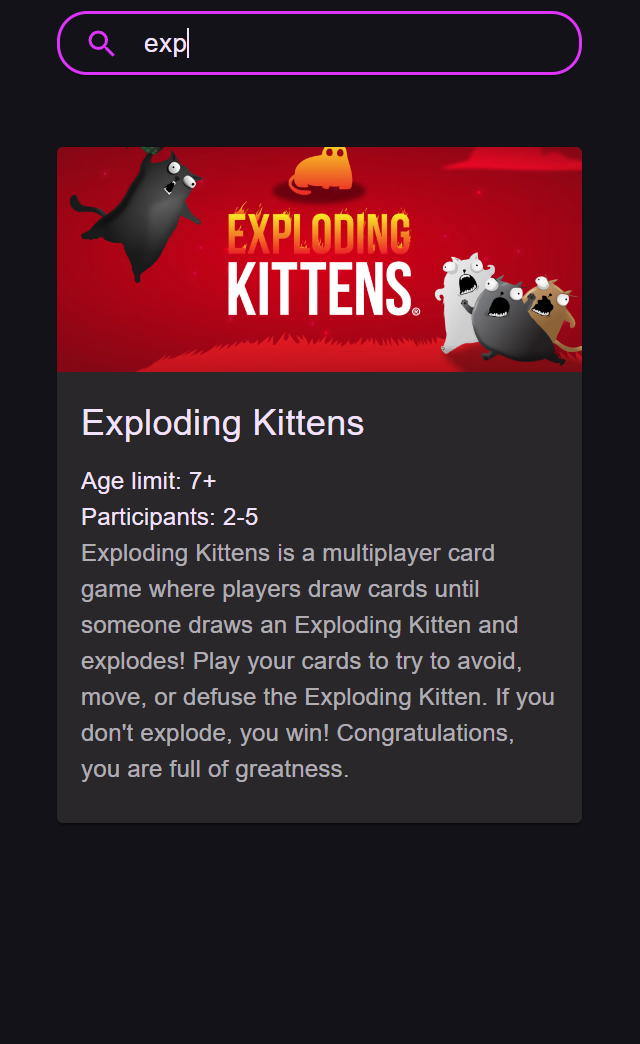 exp
EXPLODING
KITTENS®
Exploding Kittens
Age limit: 7+
Participants: 2-5
Exploding Kittens is a multiplayer card
game where players draw cards until
someone draws an Exploding Kitten and
explodes! Play your cards to try to avoid,
move, or defuse the Exploding Kitten. If you
don't explode, you win! Congratulations,
you are full of greatness.